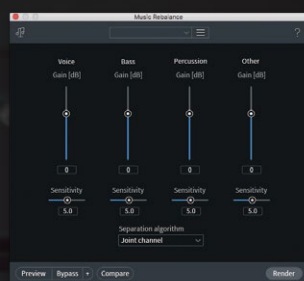 Music Rebalance
?
Voice Bass Percussion Other
Gain [dB] Gain [dB] Gain [dB] Gain [dB]
0 0 0 0
Sensitivity Sensitivity Sensitivity Sensitivity
5.0 5.0 5.0 5.0
Separation algorithm
Joint channel
Preview Bypass + Compare Render